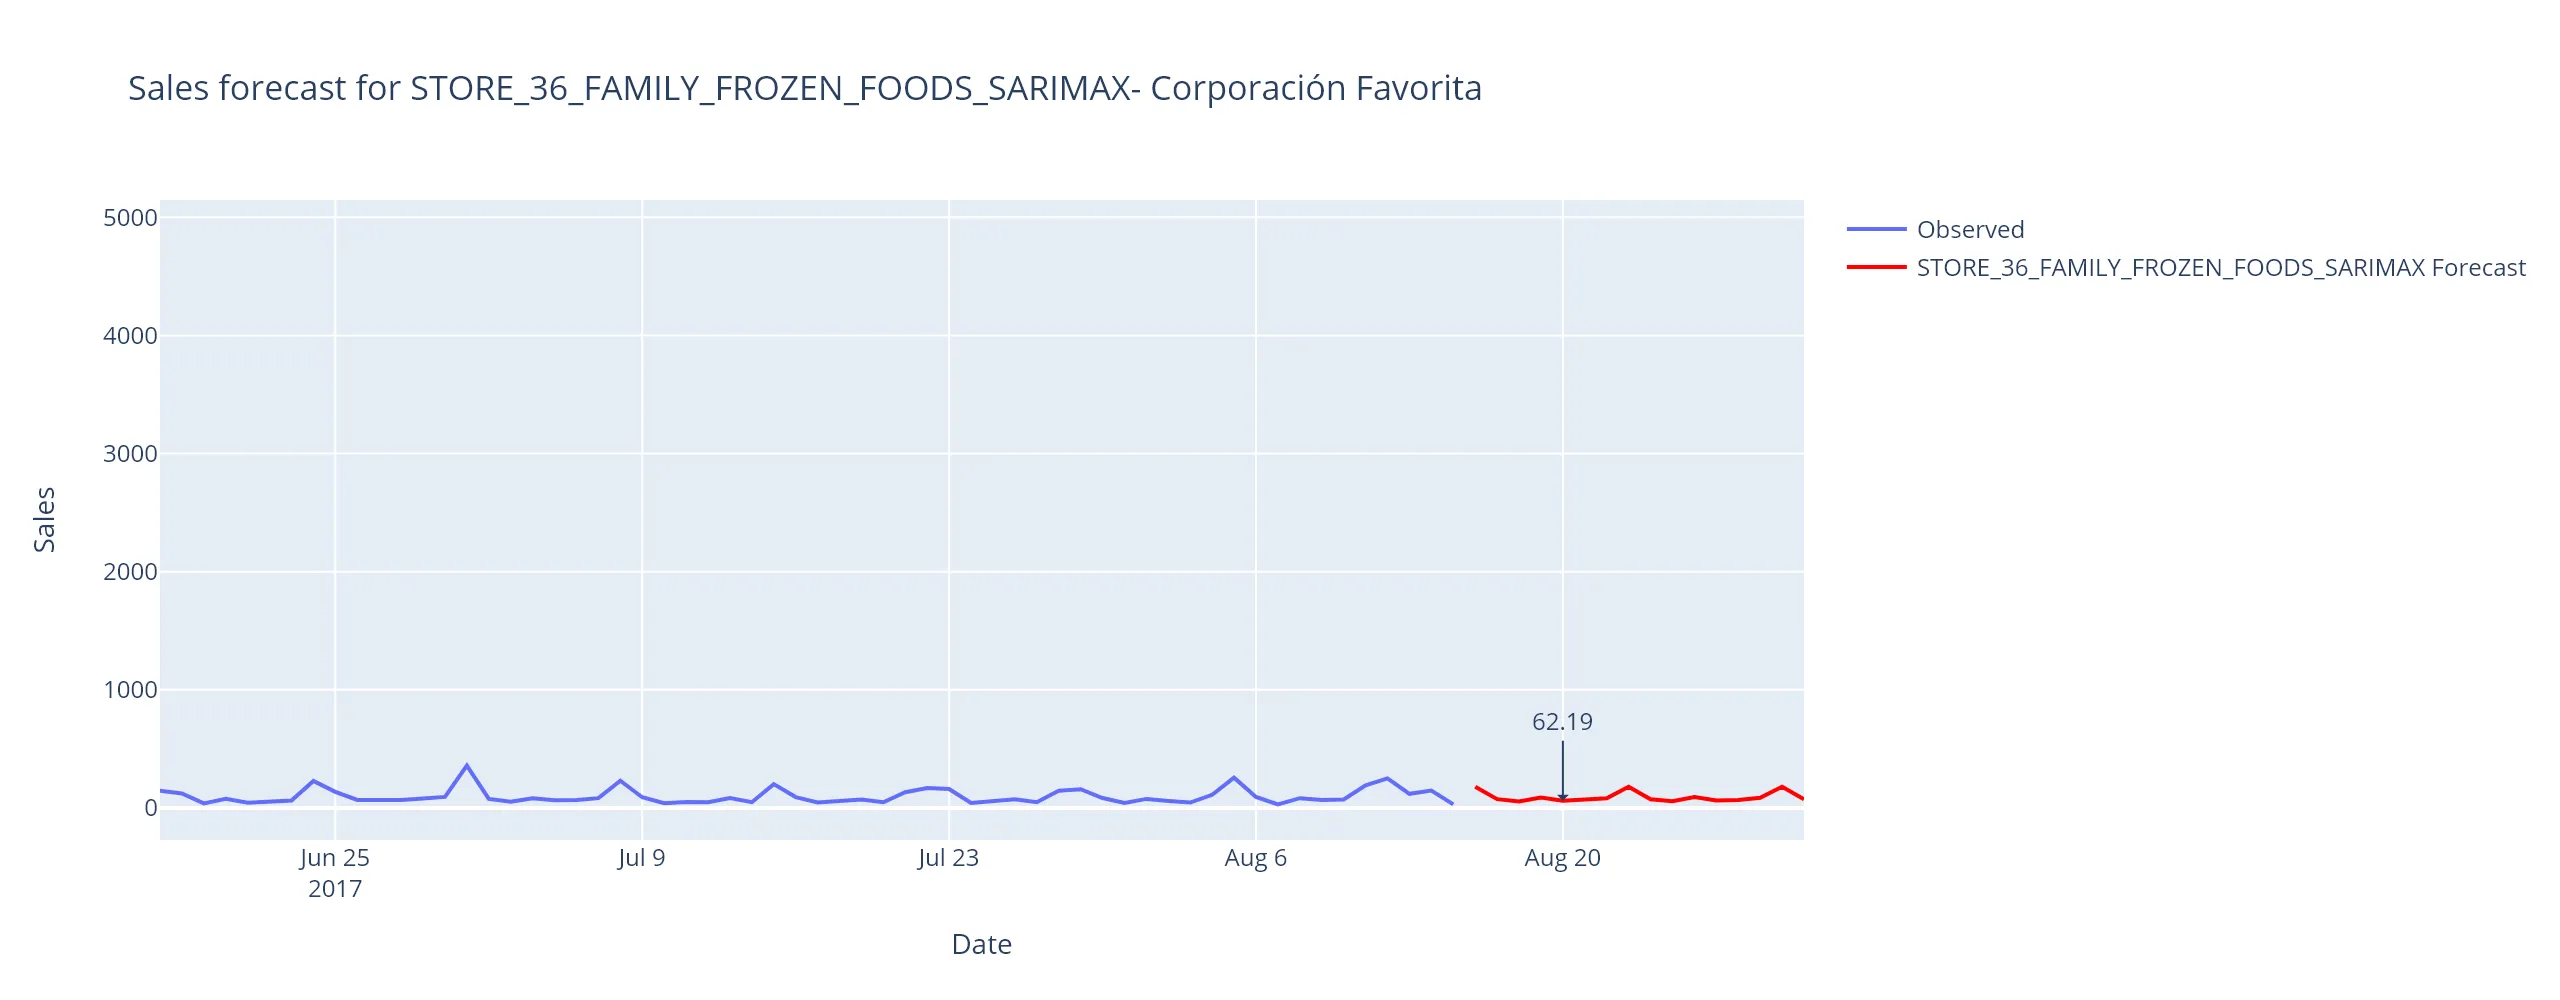 Sales forecast for STORE_36_FAMILY_FROZEN_FOODS_SARIMAX- Corporación Favorita
Observed
STORE_36_FAMILY_FROZEN_FOODS_SARIMAX Forecast
5000
4000
3000
2000
1000
0
Sales
62.19
Jun 25
2017
Jul 9
Jul 23
Aug 6
Aug 20
Date